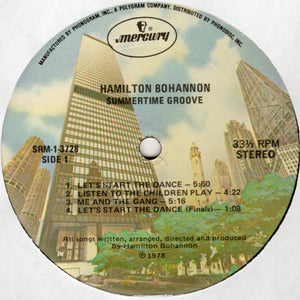 MANUFACTURED BY PHONOGRAM, INC., A POLYGRAM COMPANY. DISTRIBUTED BY PHONODISC, INC.
mercury
HAMILTON BOHANNON
SUMMERTIME GROOVE
SRM-1-3728
SIDE 1
33⅓ RPM
STEREO
1. LET'S START THE DANCE – 5:50
2. LISTEN TO THE CHILDREN PLAY – 4:22
3. ME AND THE GANG – 5:16
4. LET'S START THE DANCE (Finale) – 1:08
All songs written, arranged, directed and produced
by Hamilton Bohannon
℗ 1978